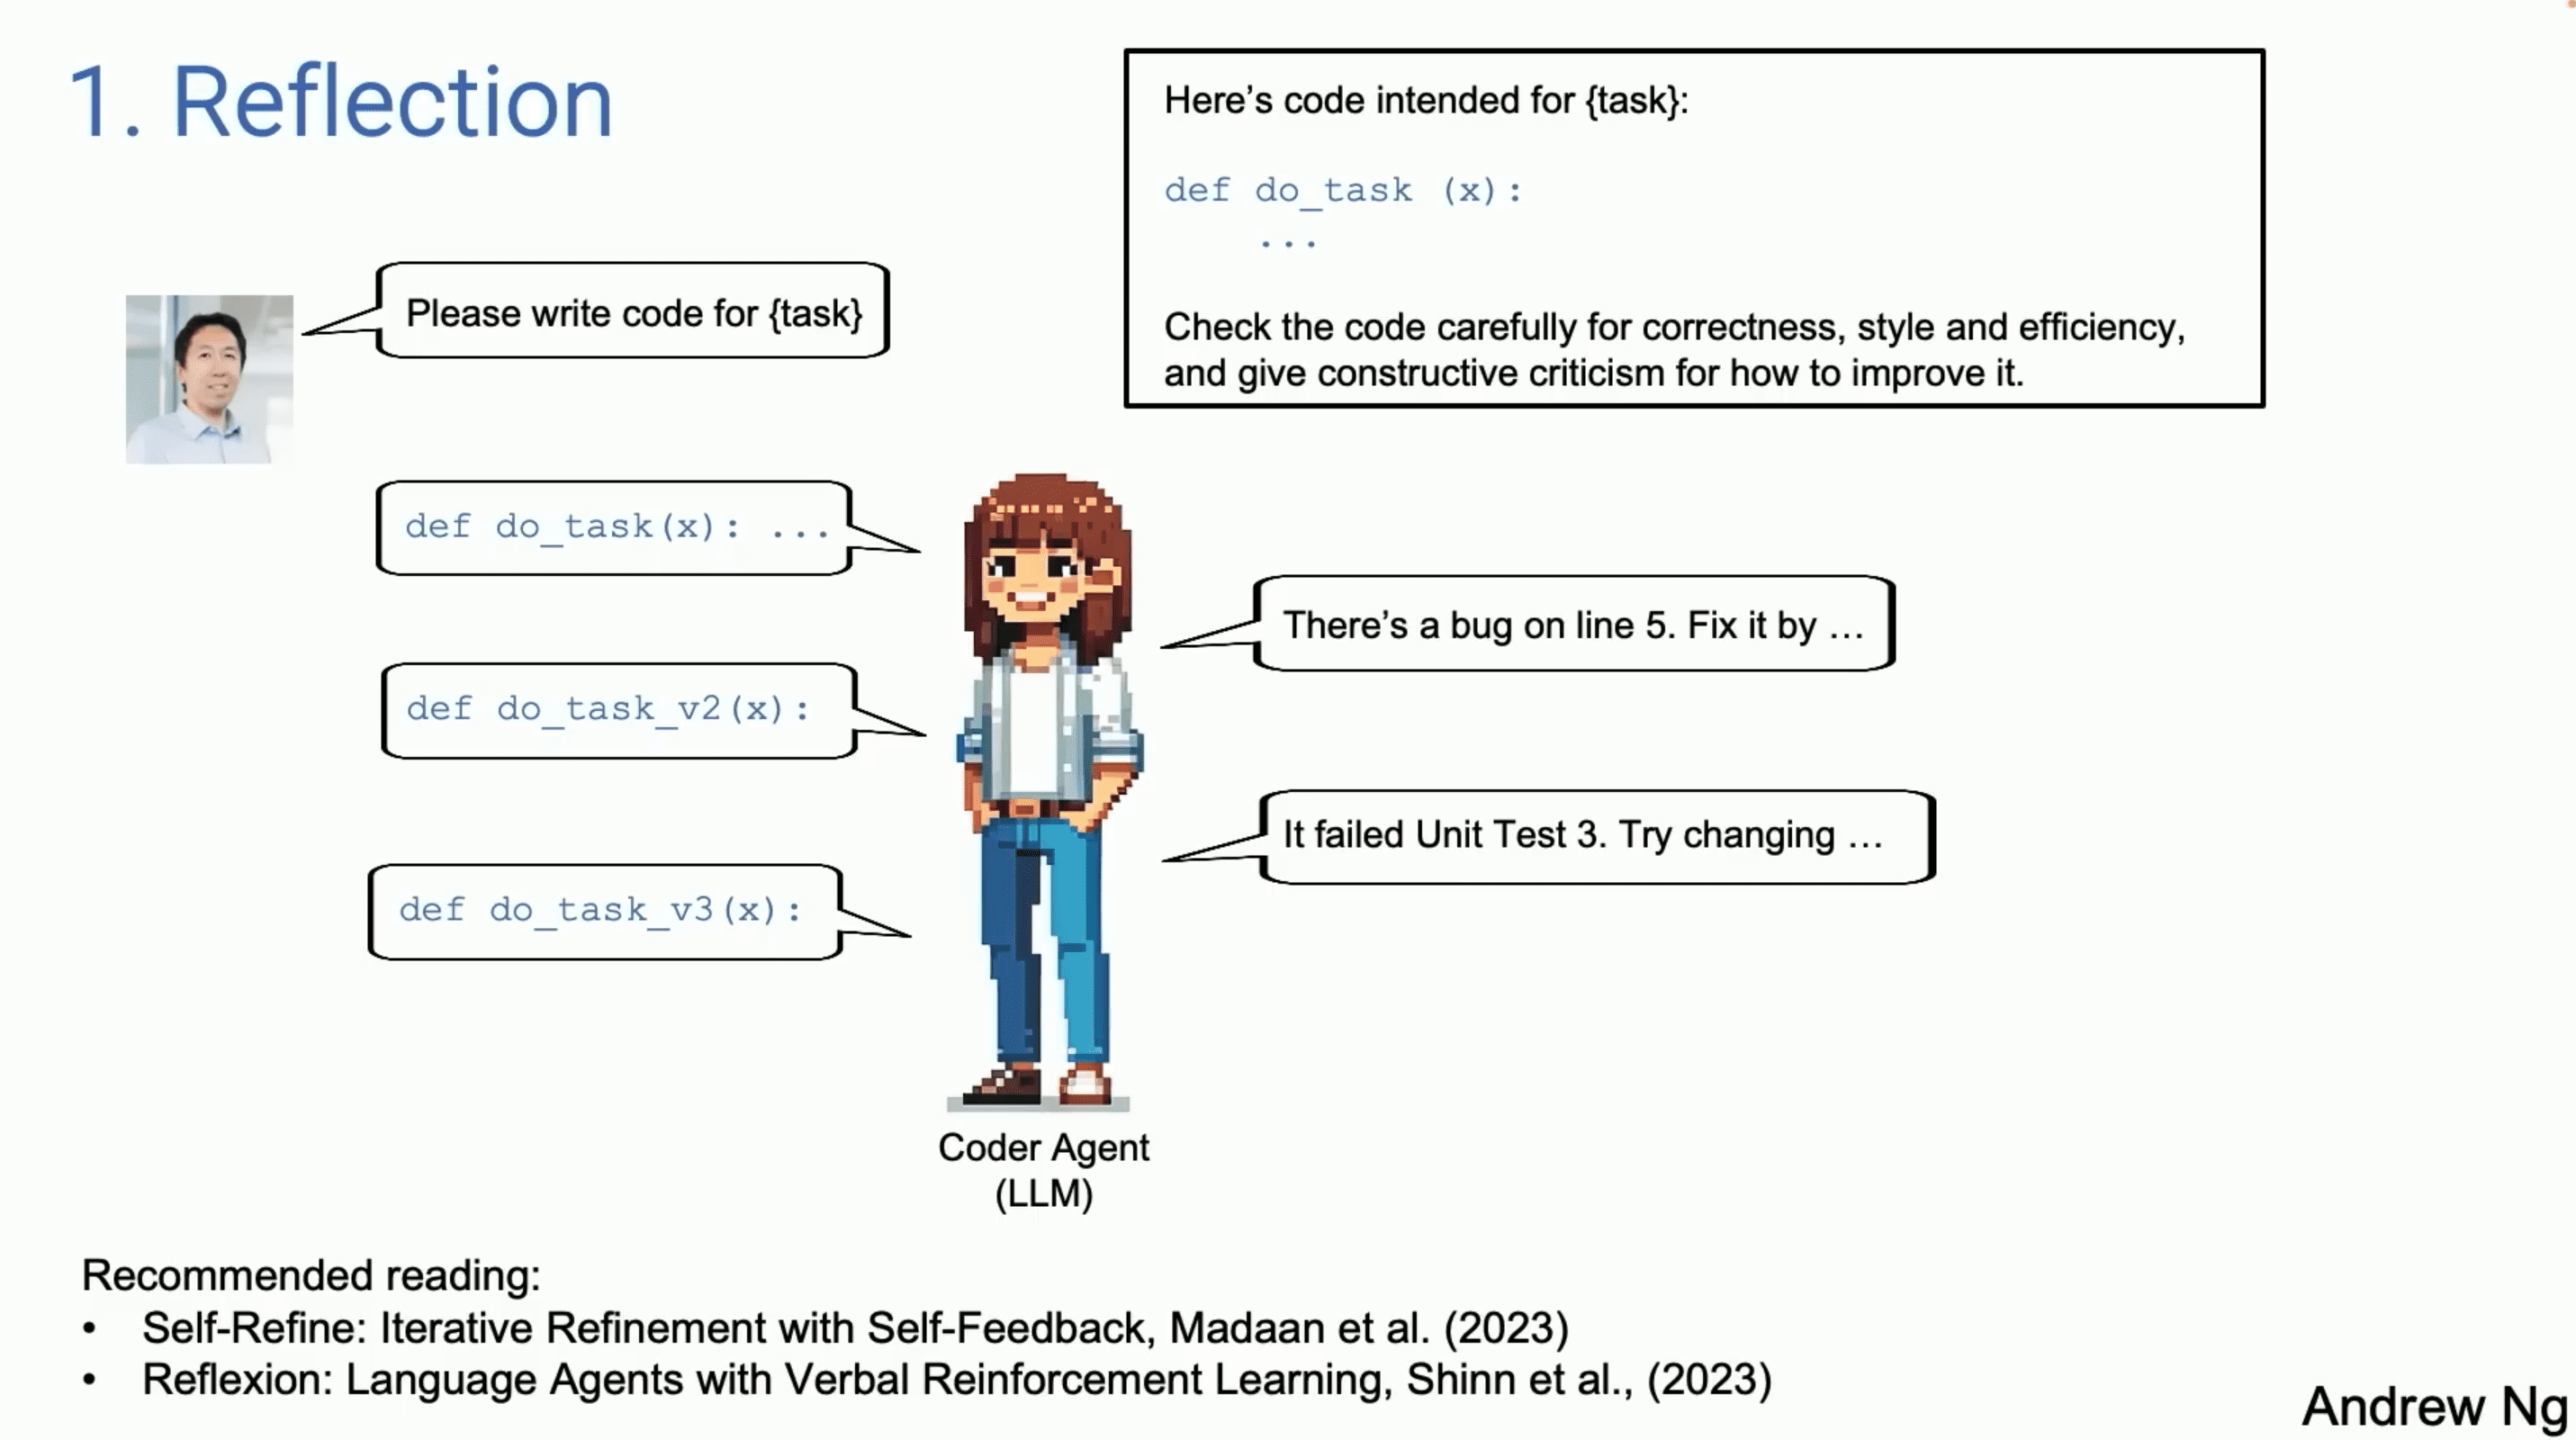 1. Reflection
Here’s code intended for {task}:
def do_task (x):
...
Check the code carefully for correctness, style and efficiency,
and give constructive criticism for how to improve it.
Please write code for {task}
def do_task(x): ...
There’s a bug on line 5. Fix it by …
def do_task_v2(x):
It failed Unit Test 3. Try changing …
def do_task_v3(x):
Coder Agent
(LLM)
Recommended reading:
• Self-Refine: Iterative Refinement with Self-Feedback, Madaan et al. (2023)
• Reflexion: Language Agents with Verbal Reinforcement Learning, Shinn et al., (2023)
Andrew Ng